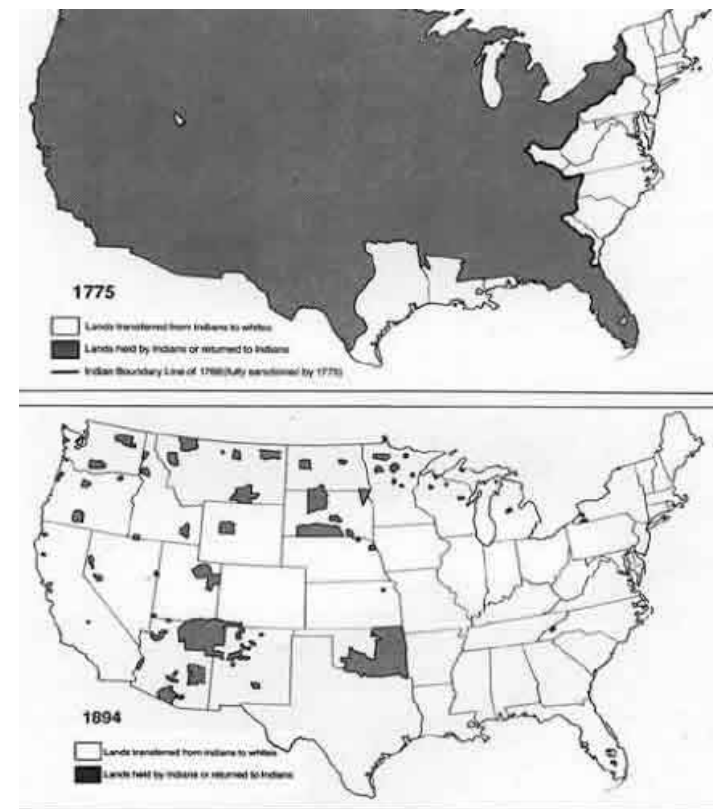 1775
Lands transferred from Indians to whites
Lands held by Indians or returned to Indians
Indian Boundary Line of 1768 (fully sanctioned by 1775)
1894
Lands transferred from Indians to whites
Lands held by Indians or returned to Indians